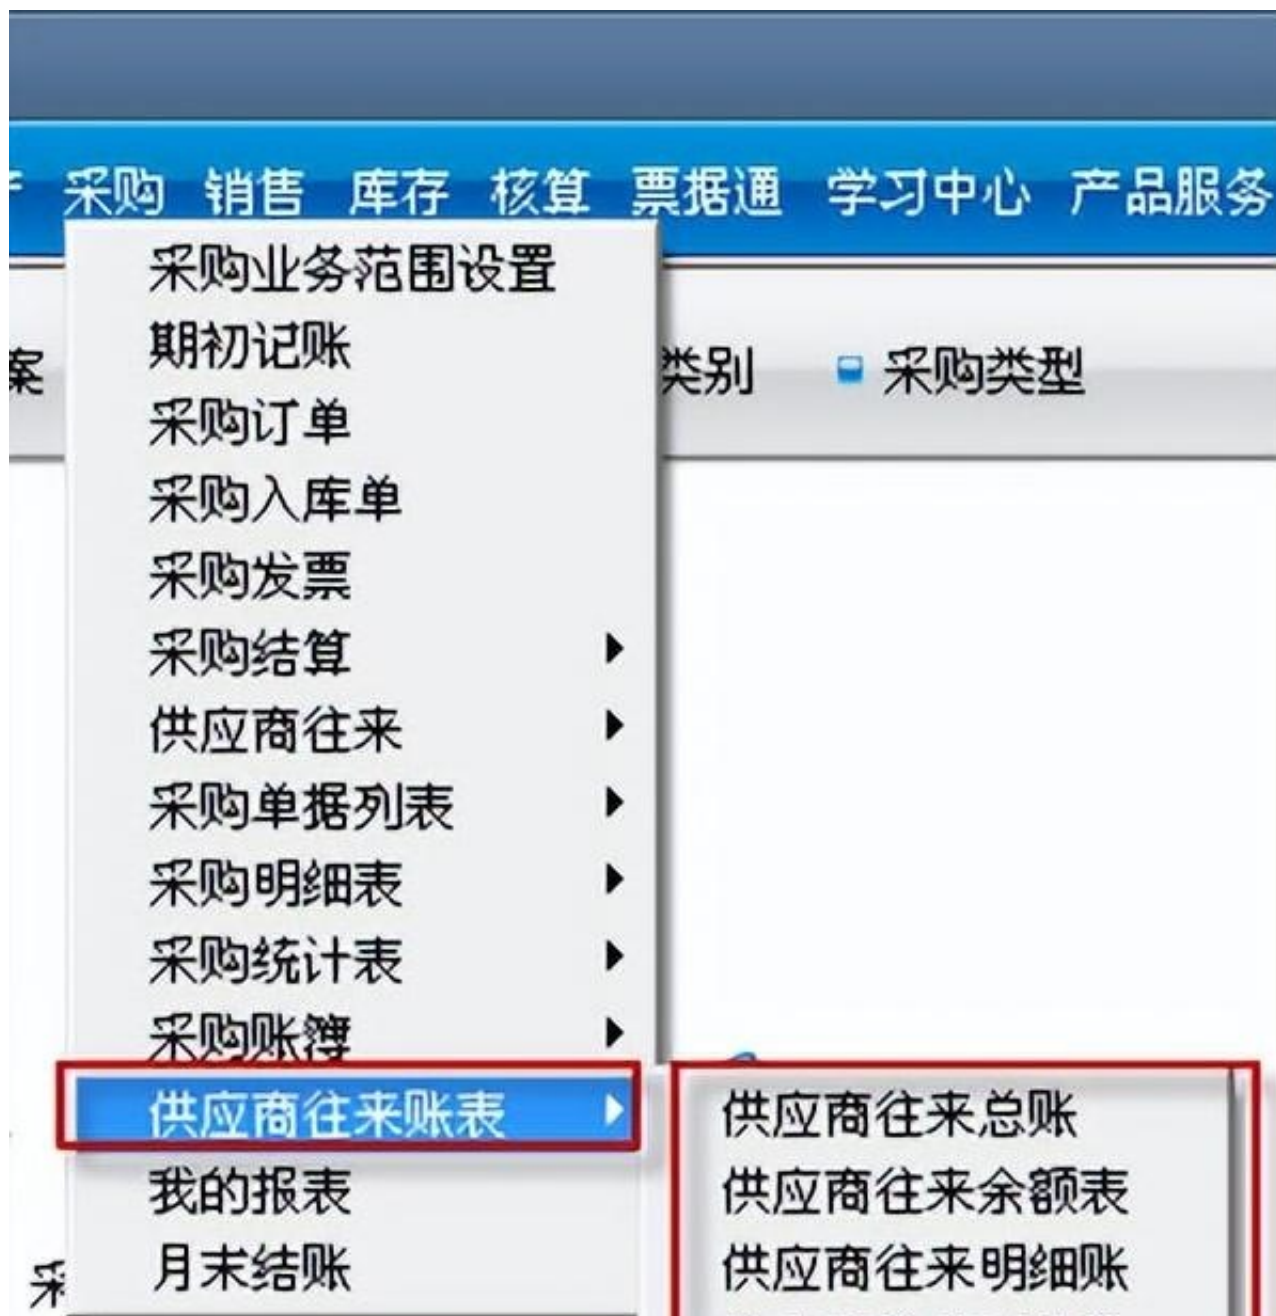 采购 销售 库存 核算 票据通 学习中心 产品服务
采购业务范围设置
期初记账
案 类别 采购类型
采购订单
采购入库单
采购发票
采购结算
供应商往来
采购单据列表
采购明细表
采购统计表
采购账簿
供应商往来账表
供应商往来总账
我的报表
供应商往来余额表
月末结账
供应商往来明细账
采